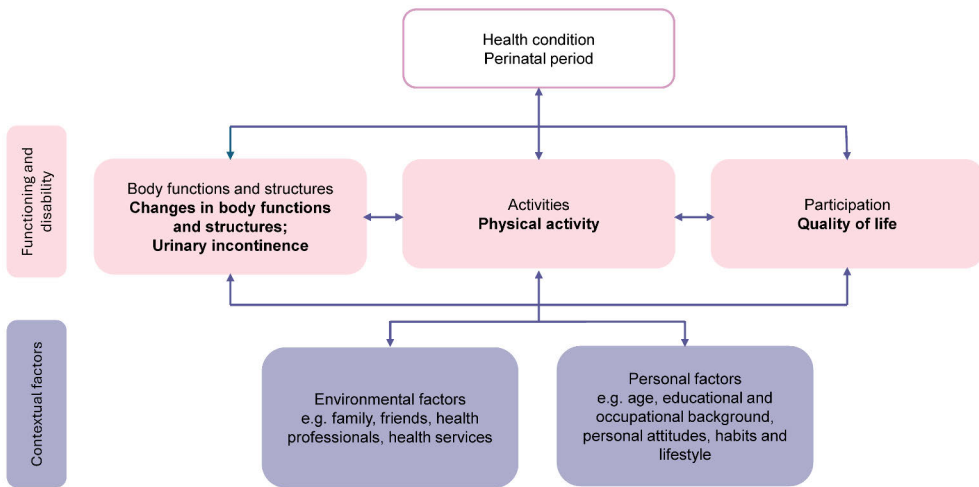 Health condition
Perinatal period
Functioning and
disability
Body functions and structures
Changes in body functions
and structures;
Urinary incontinence
Activities
Physical activity
Participation
Quality of life
Contextual factors
Environmental factors
e.g. family, friends, health
professionals, health services
Personal factors
e.g. age, educational and
occupational background,
personal attitudes, habits and
lifestyle